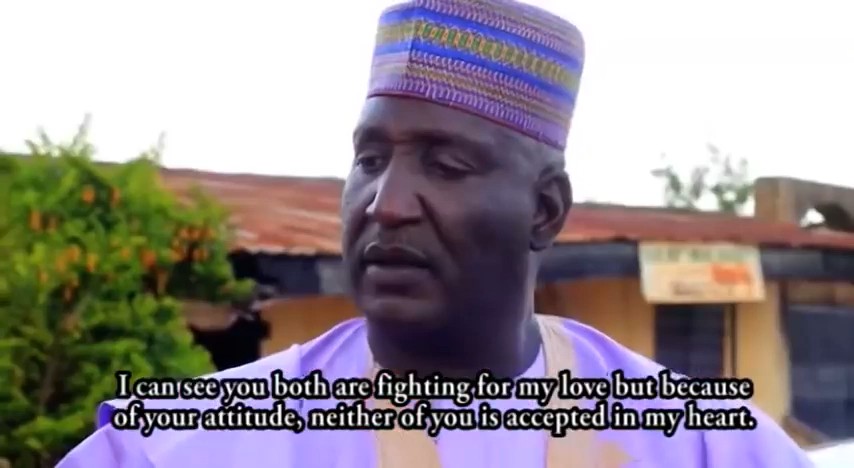 I can see you both are fighting for my love but because
of your attitude, neither of you is accepted in my heart.